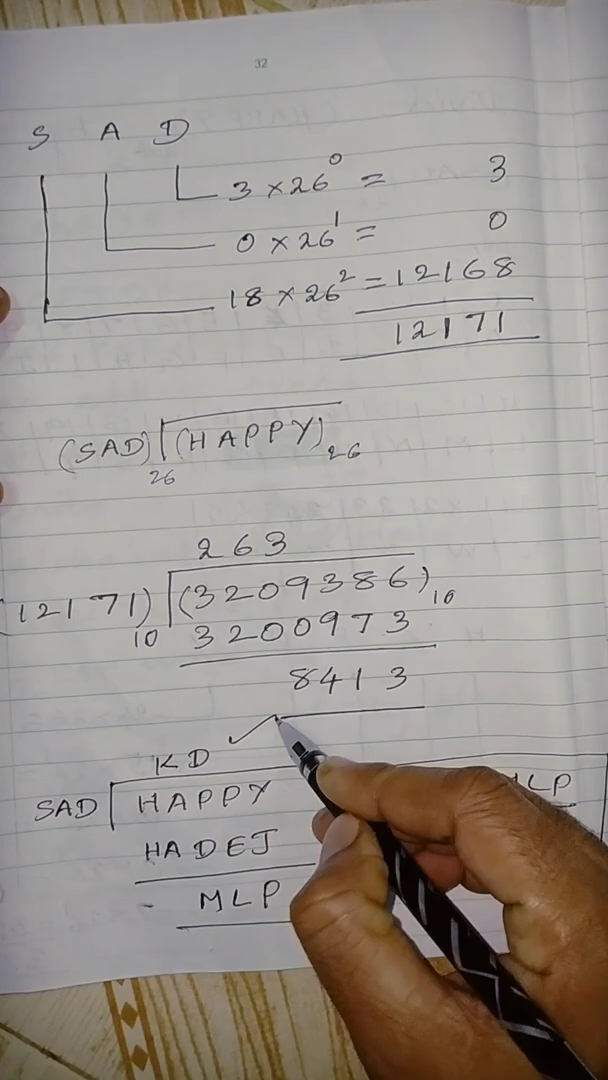 32
S A D
3 × 26⁰ = 3
0 × 26¹ = 0
18 × 26² = 12168
12171
(SAD)₂₆ (HAPPY)₂₆
263
12171)₁₀ (3209386)₁₀
3200973
8413
KD
SAD HAPPY MLP
HADEJ
- MLP